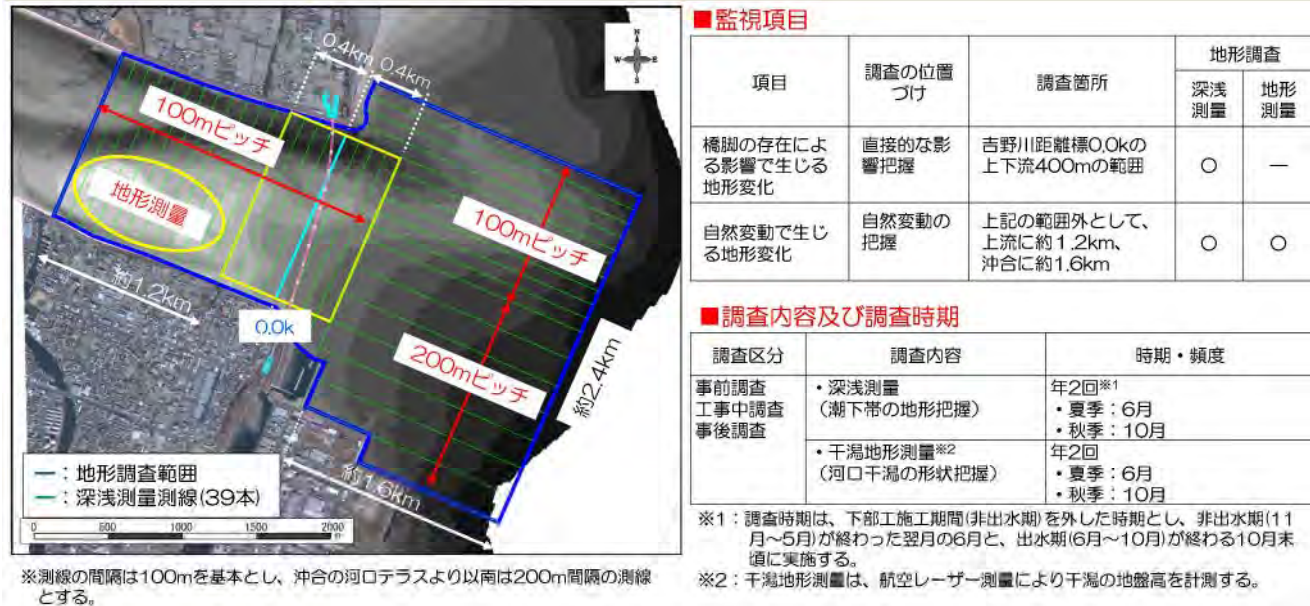 0.4km 0.4km
N
W E
S
100mピッチ
地形測量
100mピッチ
約1.2km
0.0k
200mピッチ
約2.4km
約1.6km
━：地形調査範囲
━：深浅測量測線(39本)
0 500 1000 1500 2000
m
※測線の間隔は100mを基本とし、沖合の河口テラスより以南は200m間隔の測線
とする。
■監視項目
項目 調査の位置づけ 調査箇所 地形調査
深浅測量 地形測量
橋脚の存在によ
る影響で生じる
地形変化
直接的な影
響把握
吉野川距離標0.0kの
上下流400mの範囲
○ ―
自然変動で生じ
る地形変化
自然変動の
把握
上記の範囲外として、
上流に約1.2km、
沖合に約1.6km
○ ○
■調査内容及び調査時期
調査区分 調査内容 時期・頻度
事前調査
工事中調査
事後調査
・深浅測量
（潮下帯の地形把握）
年2回※1
・夏季：6月
・秋季：10月
・干潟地形測量※2
（河口干潟の形状把握）
年2回
・夏季：6月
・秋季：10月
※1：調査時期は、下部工施工期間(非出水期)を外した時期とし、非出水期(11
月～5月)が終わった翌月の6月と、出水期(6月～10月)が終わる10月末
頃に実施する。
※2：干潟地形測量は、航空レーザー測量により干潟の地盤高を計測する。